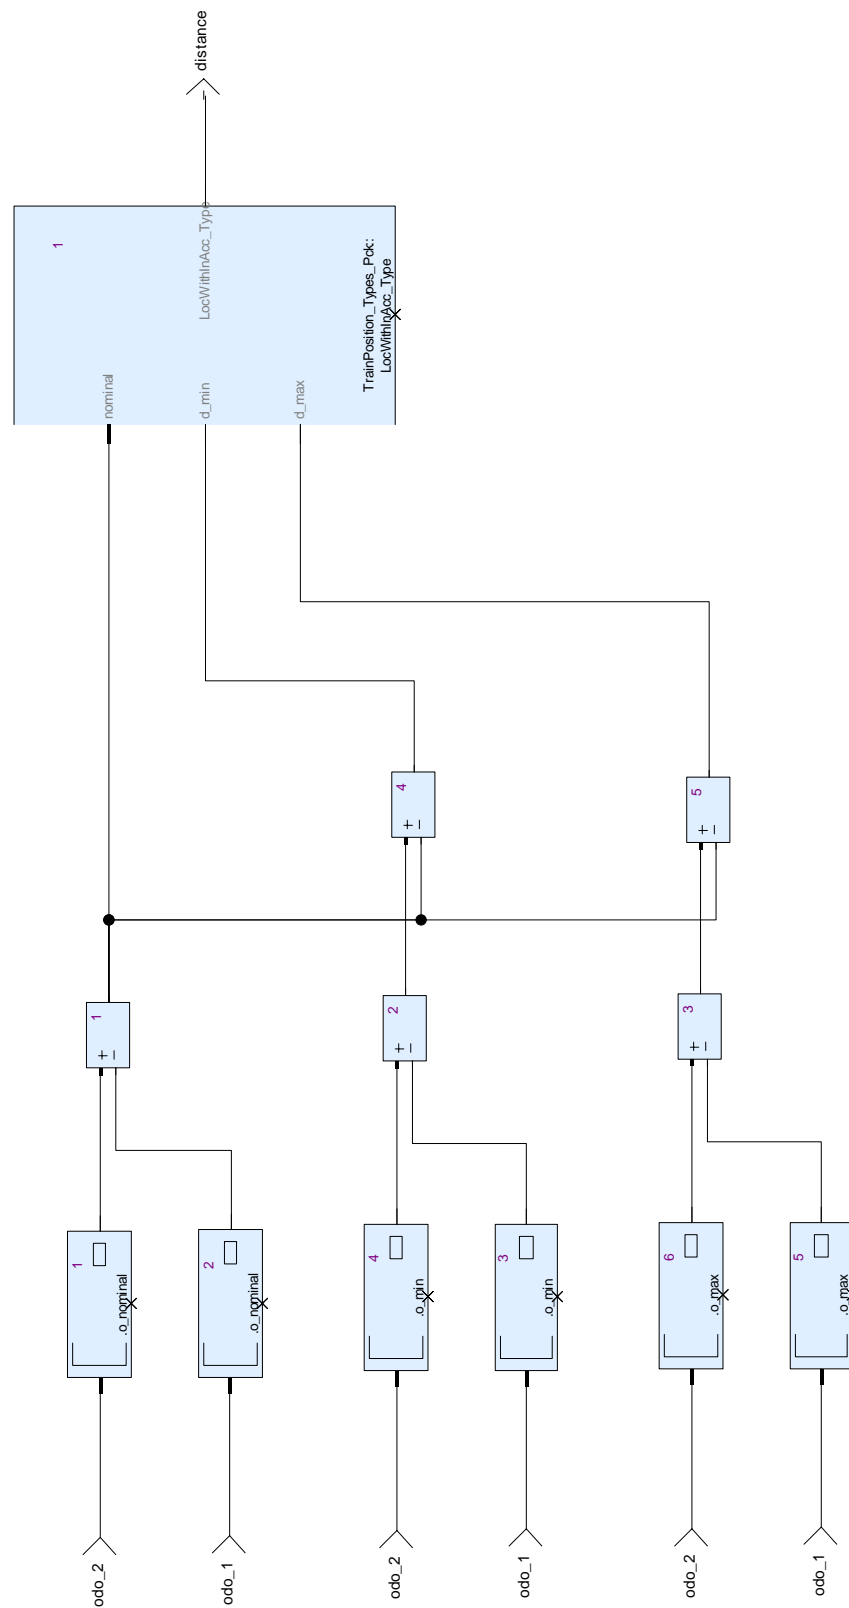 odo_2
1
.o_nominal
odo_1
2
.o_nominal
1
+
−
odo_2
4
.o_min
odo_1
3
.o_min
2
+
−
4
+
−
odo_2
6
.o_max
odo_1
5
.o_max
3
+
−
5
+
−
1
nominal
d_min
d_max
LocWithInAcc_Type
TrainPosition_Types_Pck::
LocWithInAcc_Type
distance